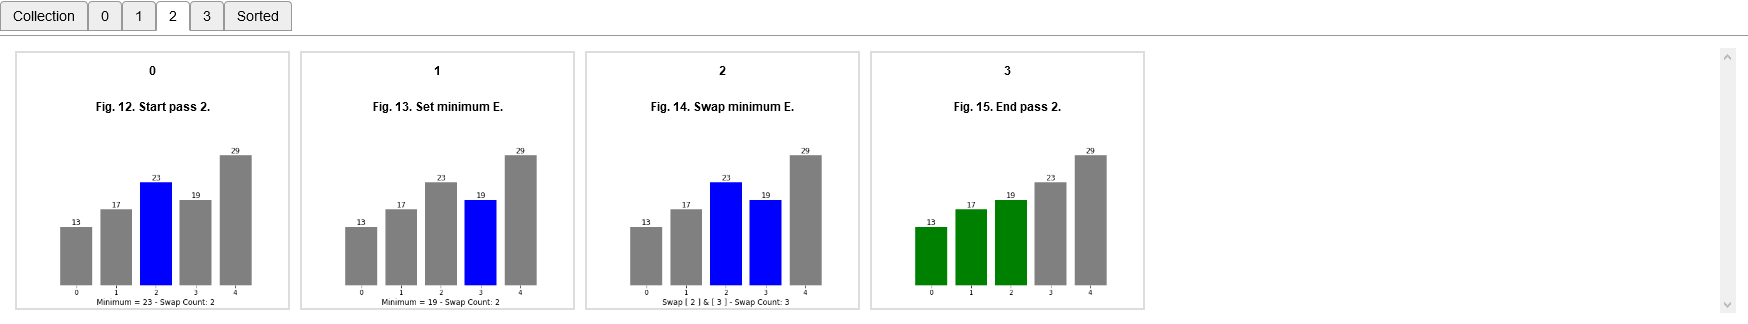 Collection 0 1 2 3 Sorted
0
Fig. 12. Start pass 2.
13 17 23 19 29
0 1 2 3 4
Minimum = 23 - Swap Count: 2
1
Fig. 13. Set minimum E.
13 17 23 19 29
0 1 2 3 4
Minimum = 19 - Swap Count: 2
2
Fig. 14. Swap minimum E.
13 17 23 19 29
0 1 2 3 4
Swap [ 2 ] & [ 3 ] - Swap Count: 3
3
Fig. 15. End pass 2.
13 17 19 23 29
0 1 2 3 4